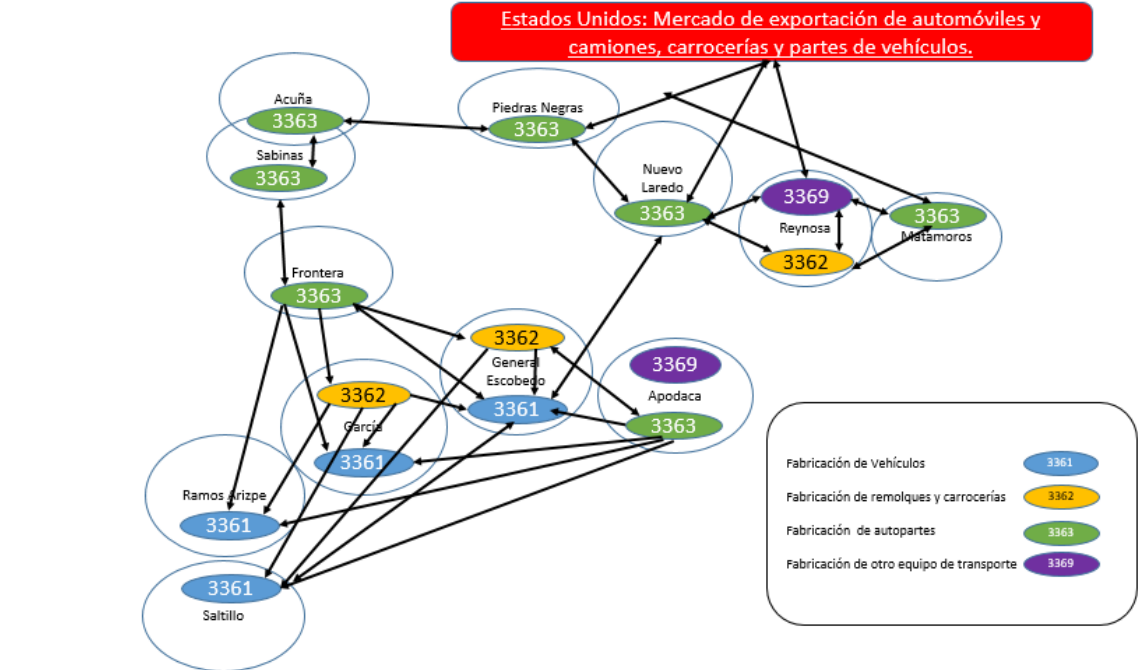 Estados Unidos: Mercado de exportación de automóviles y
camiones, carrocerías y partes de vehículos.
Acuña
3363
Sabinas
3363
Piedras Negras
3363
Nuevo
Laredo
3363
3369
Reynosa
3362
3363
Matamoros
Frontera
3363
3362
General
Escobedo
3361
3369
Apodaca
3363
3362
García
3361
Ramos Arizpe
3361
3361
Saltillo
Fabricación de Vehículos
3361
Fabricación de remolques y carrocerías
3362
Fabricación de autopartes
3363
Fabricación de otro equipo de transporte
3369